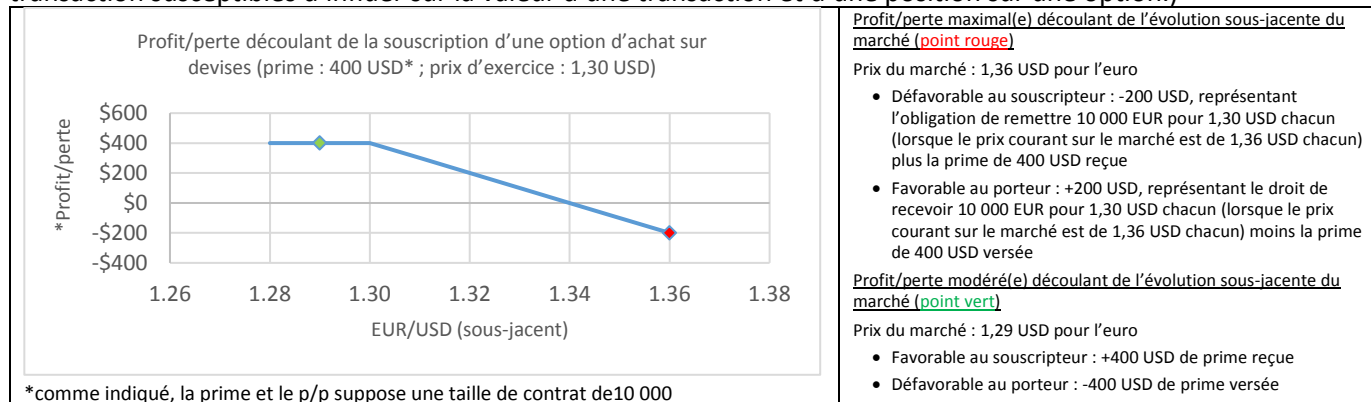 transaction susceptibles d'influer sur la valeur d'une transaction et d'une position sur une option.)
Profit/perte découlant de la souscription d'une option d'achat sur
devises (prime : 400 USD* ; prix d'exercice : 1,30 USD)
*Profit/perte
$600
$400
$200
$0
-$200
-$400
1.26 1.28 1.30 1.32 1.34 1.36 1.38
EUR/USD (sous-jacent)
*comme indiqué, la prime et le p/p suppose une taille de contrat de10 000
Profit/perte maximal(e) découlant de l'évolution sous-jacente du
marché (point rouge)
Prix du marché : 1,36 USD pour l'euro
• Défavorable au souscripteur : -200 USD, représentant
l'obligation de remettre 10 000 EUR pour 1,30 USD chacun
(lorsque le prix courant sur le marché est de 1,36 USD chacun)
plus la prime de 400 USD reçue
• Favorable au porteur : +200 USD, représentant le droit de
recevoir 10 000 EUR pour 1,30 USD chacun (lorsque le prix
courant sur le marché est de 1,36 USD chacun) moins la prime
de 400 USD versée
Profit/perte modéré(e) découlant de l'évolution sous-jacente du
marché (point vert)
Prix du marché : 1,29 USD pour l'euro
• Favorable au souscripteur : +400 USD de prime reçue
• Défavorable au porteur : -400 USD de prime versée